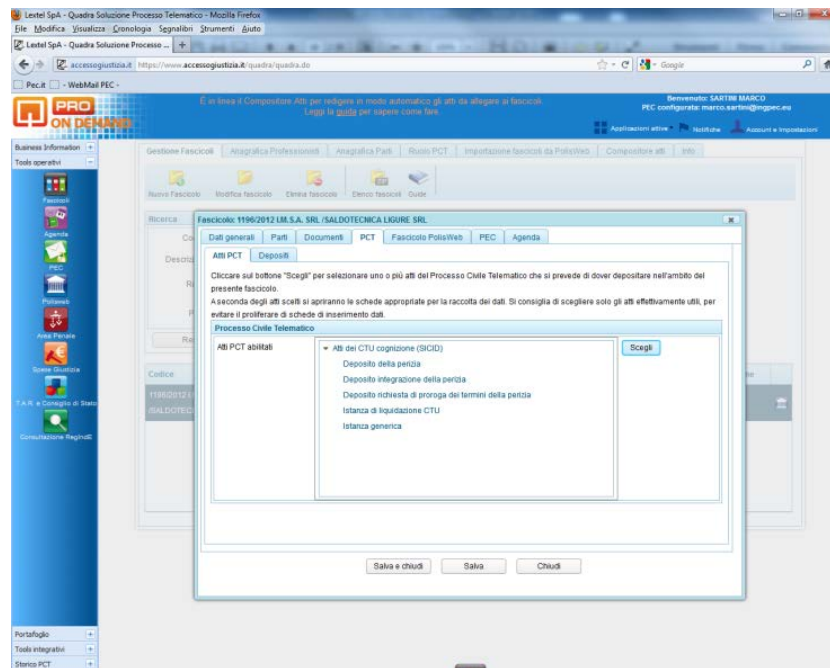 Lextel SpA - Quadra Soluzione Processo Telematico - Mozilla Firefox
File Modifica Visualizza Cronologia Segnalibri Strumenti Aiuto
Lextel SpA - Quadra Soluzione Processo ... +
accessogiustizia.it https://www.accessogiustizia.it/quadra/quadra.do
Google
Pec.it - WebMail PEC -
PRO
ON DEMAND
È in linea il Compositore Atti per redigere in modo automatico gli atti da allegare ai fascicoli.
Leggi la guida per sapere come fare.
Benvenuto: SARTINI MARCO
PEC configurata: marco.sartini@ingpec.eu
Applicazioni attive Notifiche Account e Impostazioni
Business Information
Tools operativi
Fascicoli
Agenda
PEC
Polisweb
Area Penale
Spese Giustizia
T.A.R. e Consiglio di Stato
Consultazione RegIndE
Portafoglio
Tools integrativi
Storico PCT
Gestione Fascicoli Anagrafica Professionisti Anagrafica Parti Ruolo PCT Importazione fascicoli da PolisWeb Compositore atti Info
Nuovo Fascicolo Modifica fascicolo Elimina fascicolo Elenco fascicoli Guide
Ricerca
Co
Descriz
Codice
1196/2012 I.
/SALDOTEC
Fascicolo: 1196/2012 I.M.S.A. SRL /SALDOTECNICA LIGURE SRL
Dati generali Parti Documenti PCT Fascicolo PolisWeb PEC Agenda
Atti PCT Depositi
Cliccare sul bottone "Scegli" per selezionare uno o più atti del Processo Civile Telematico che si prevede di dover depositare nell'ambito del
presente fascicolo.
A seconda degli atti scelti si apriranno le schede appropriate per la raccolta dei dati. Si consiglia di scegliere solo gli atti effettivamente utili, per
evitare il proliferare di schede di inserimento dati.
Processo Civile Telematico
Atti PCT abilitati
Atti dei CTU cognizione (SICID)
Deposito della perizia
Deposito integrazione della perizia
Deposito richiesta di proroga dei termini della perizia
Istanza di liquidazione CTU
Istanza generica
Scegli
Salva e chiudi Salva Chiudi